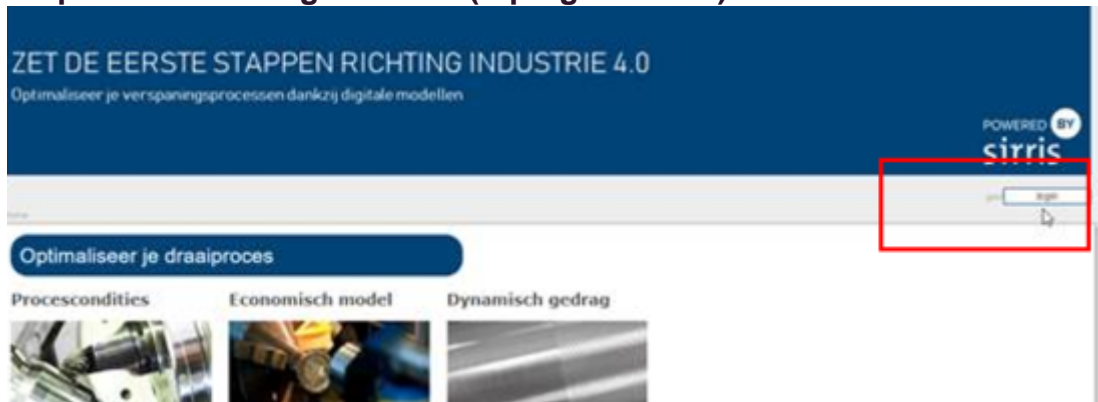 ZET DE EERSTE STAPPEN RICHTING INDUSTRIE 4.0
Optimaliseer je verspaningsprocessen dankzij digitale modellen
POWERED BY
sirris
login
Optimaliseer je draaiproces
Procescondities Economisch model Dynamisch gedrag